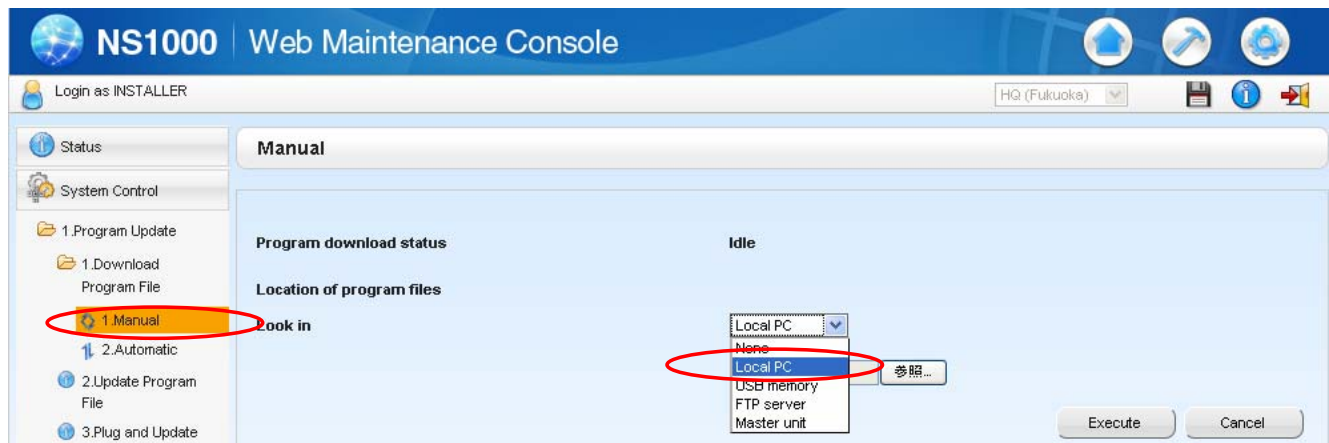 NS1000 Web Maintenance Console
Login as INSTALLER
HQ (Fukuoka)
Status
System Control
1.Program Update
1.Download
Program File
1.Manual
2.Automatic
2.Update Program
File
3.Plug and Update
Manual
Program download status Idle
Location of program files
Look in Local PC
None
Local PC
USB memory
FTP server
Master unit
参照...
Execute Cancel